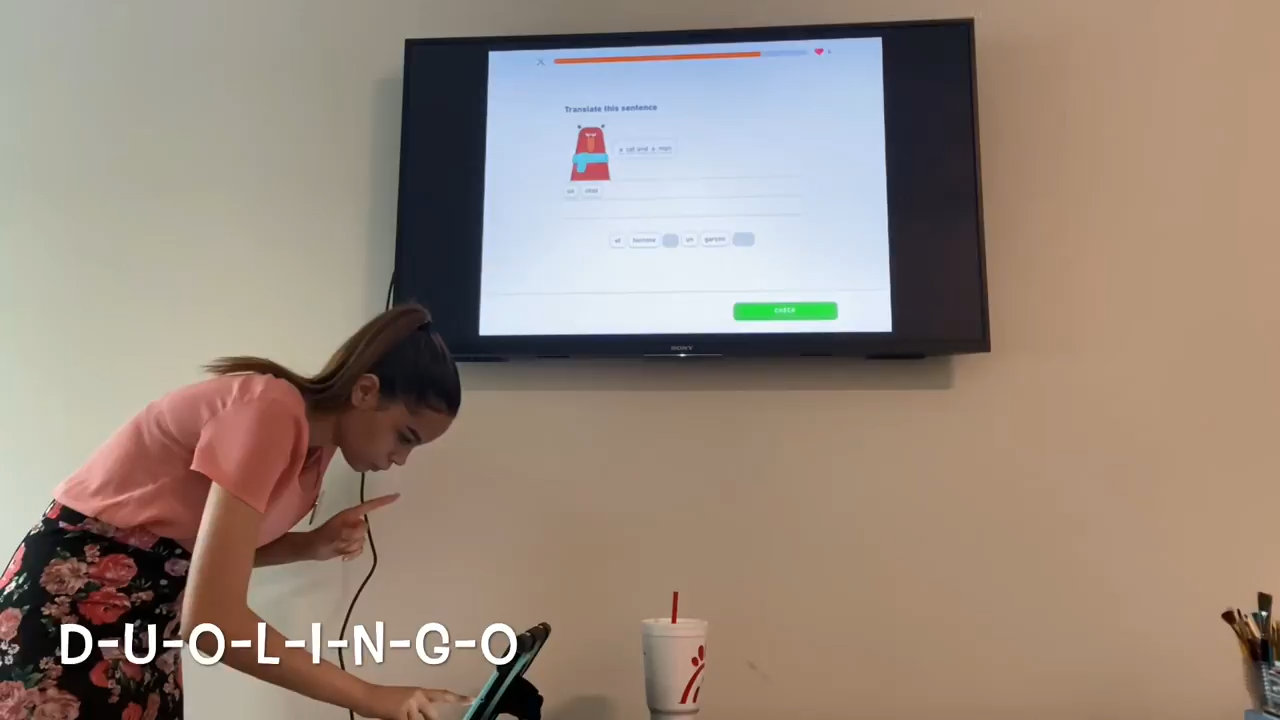 Translate this sentence
a cat and a man
un chat
et homme un garçon
CHECK
SONY
D-U-O-L-I-N-G-O